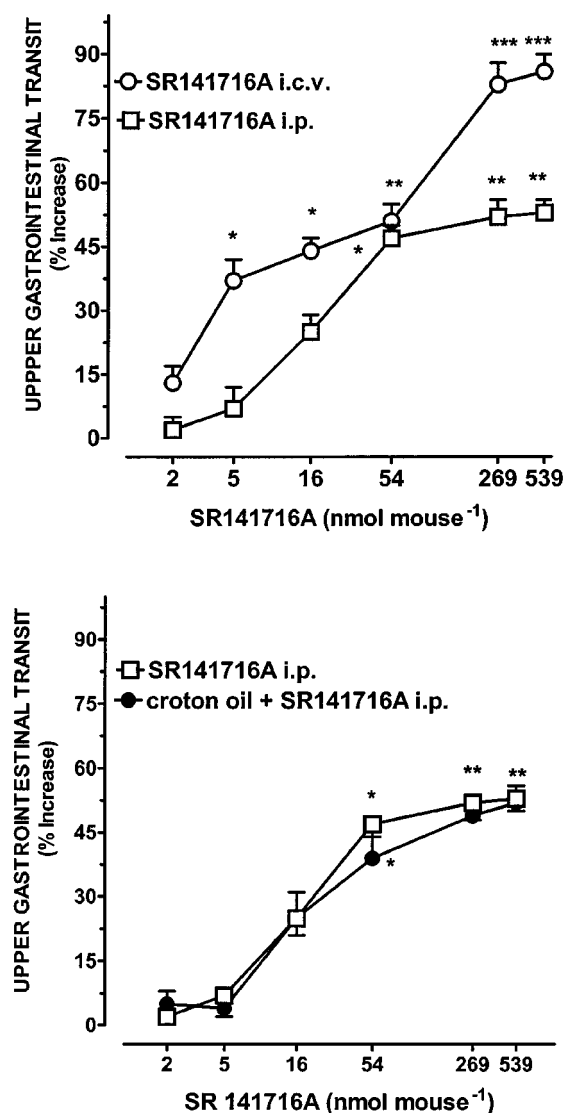 UPPPER GASTROINTESTINAL TRANSIT
(% Increase)
90
75
60
45
30
15
0
SR141716A i.c.v.
SR141716A i.p.
*
*
*
**
***
***
**
**
2 5 16 54 269 539
SR141716A (nmol mouse⁻¹)
UPPER GASTROINTESTINAL TRANSIT
(% Increase)
90
75
60
45
30
15
0
SR141716A i.p.
croton oil + SR141716A i.p.
*
*
**
**
2 5 16 54 269 539
SR 141716A (nmol mouse⁻¹)